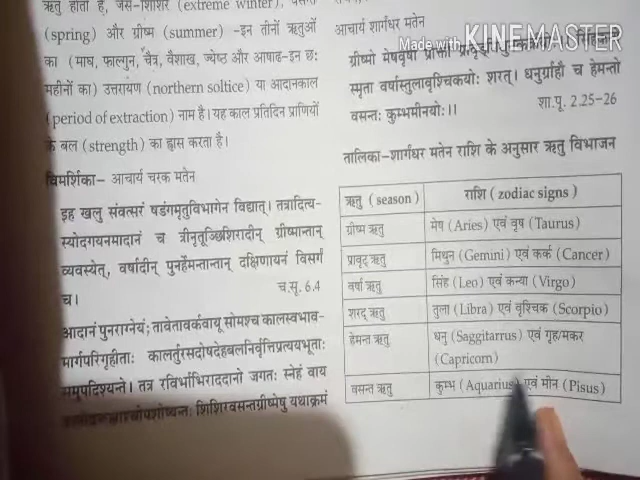 ऋतु होता है, जैसे-शिशिर (extreme winter), वसन्त
(spring) और ग्रीष्म (summer) -इन तीनों ऋतुओं
का (माघ, फाल्गुन, चैत्र, वैशाख, ज्येष्ठ और आषाढ-इन छः
महीनों का) उत्तरायण (northern soltice) या आदानकाल
(period of extraction) नाम है। यह काल प्रतिदिन प्राणियों
के बल (strength) का ह्रास करता है।
विमर्शिका- आचार्य चरक मतेन
इह खलु संवत्सरं षडंगमृतुविभागेन विद्यात्। तत्रादित्य-
स्योदगयनमादानं च त्रीनृतूञ्छिशिरादीन् ग्रीष्मान्तान्
व्यवस्येत्, वर्षादीन् पुनर्हेमन्तान्तान् दक्षिणायनं विसर्गं
च। च.सू. 6.4
आदानं पुनराग्नेयं; तावेतावर्कवायू सोमश्च कालस्वभाव-
मार्गपरिगृहीताः कालर्तुरसदोषदेहबलनिर्वृत्तिप्रत्ययभूताः
समुपदिश्यन्ते। तत्र रविर्भाभिराददानो जगतः स्नेहं वाय
शिशिरवसन्तग्रीष्मेषु यथाक्रमं
Made with KINEMASTER
आचार्य शार्गंधर मतेन
ग्रीष्मो मेषवृषौ प्रोक्तौ
स्मृता वर्षास्तुलावृश्चिकयोः शरत्। धनुर्ग्राहौ च हेमन्तो
वसन्तः कुम्भमीनयोः।। शा.पू. 2.25-26
तालिका-शार्गंधर मतेन राशि के अनुसार ऋतु विभाजन
ऋतु (season) राशि (zodiac signs)
ग्रीष्म ऋतु मेष (Aries) एवं वृष (Taurus)
प्रावृट् ऋतु मिथुन (Gemini) एवं कर्क (Cancer)
वर्षा ऋतु सिंह (Leo) एवं कन्या (Virgo)
शरद् ऋतु तुला (Libra) एवं वृश्चिक (Scorpio)
हेमन्त ऋतु धनु (Saggitarrus) एवं गृह/मकर
(Capricorn)
वसन्त ऋतु कुम्भ (Aquarius) एवं मीन (Pisus)